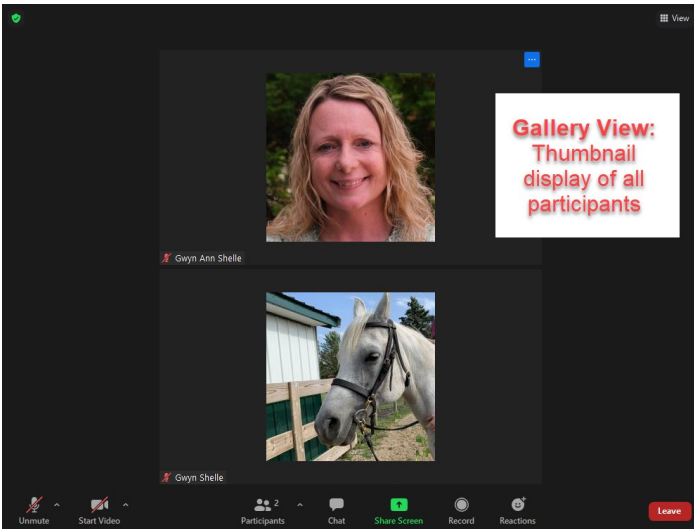 View
Gallery View:
Thumbnail
display of all
participants
Gwyn Ann Shelle
Gwyn Shelle
Unmute
Start Video
Participants
2
Chat
Share Screen
Record
Reactions
Leave